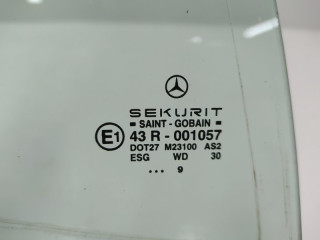 SEKURIT
= SAINT - GOBAIN =
E1 43 R - 001057
DOT27 M23100 AS2
ESG WD 30
... 9